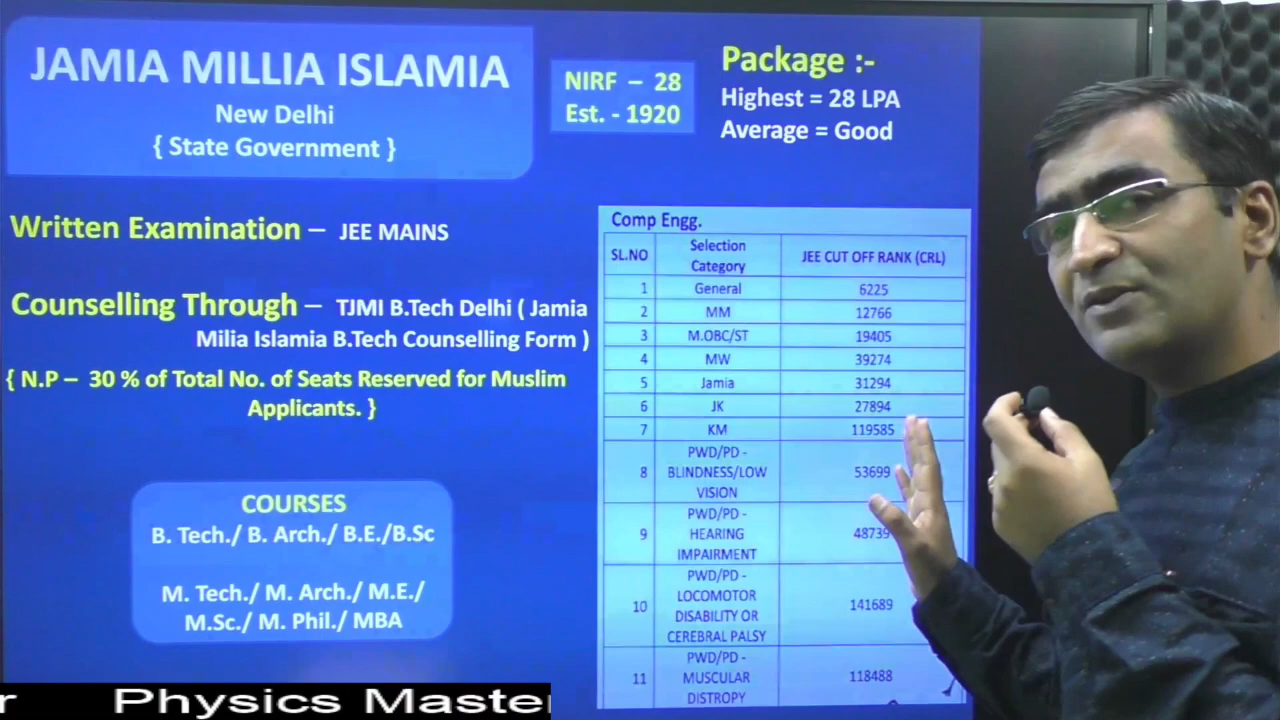 JAMIA MILLIA ISLAMIA
New Delhi
{ State Government }
NIRF – 28
Est. - 1920
Package :-
Highest = 28 LPA
Average = Good
Written Examination – JEE MAINS
Counselling Through – TJMI B.Tech Delhi ( Jamia
Milia Islamia B.Tech Counselling Form )
{ N.P – 30 % of Total No. of Seats Reserved for Muslim
Applicants. }
COURSES
B. Tech./ B. Arch./ B.E./B.Sc
M. Tech./ M. Arch./ M.E./
M.Sc./ M. Phil./ MBA
Comp Engg.
SL.NO Selection Category JEE CUT OFF RANK (CRL)
1 General 6225
2 MM 12766
3 M.OBC/ST 19405
4 MW 39274
5 Jamia 31294
6 JK 27894
7 KM 119585
8 PWD/PD - BLINDNESS/LOW VISION 53699
9 PWD/PD - HEARING IMPAIRMENT 48739
10 PWD/PD - LOCOMOTOR DISABILITY OR CEREBRAL PALSY 141689
11 PWD/PD - MUSCULAR DISTROPY 118488
r Physics Master